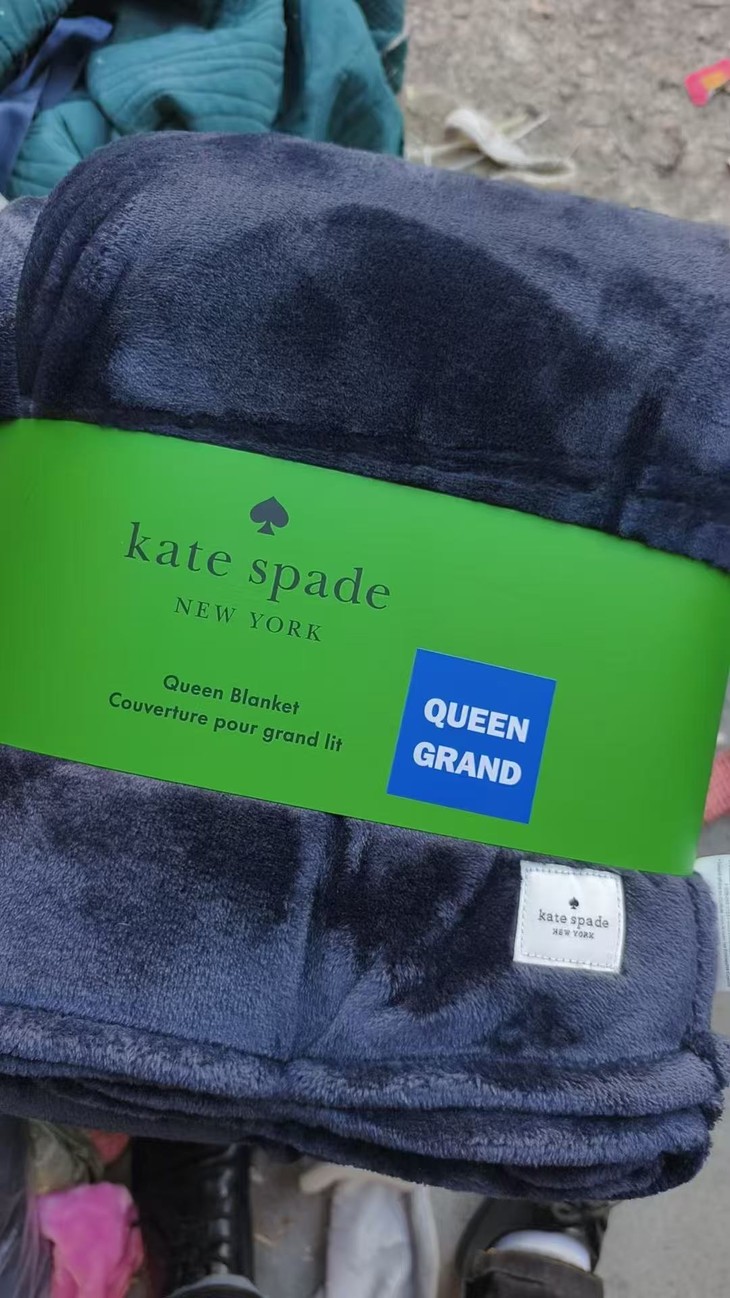 kate spade
NEW YORK
Queen Blanket
Couverture pour grand lit
QUEEN
GRAND
kate spade
NEW YORK